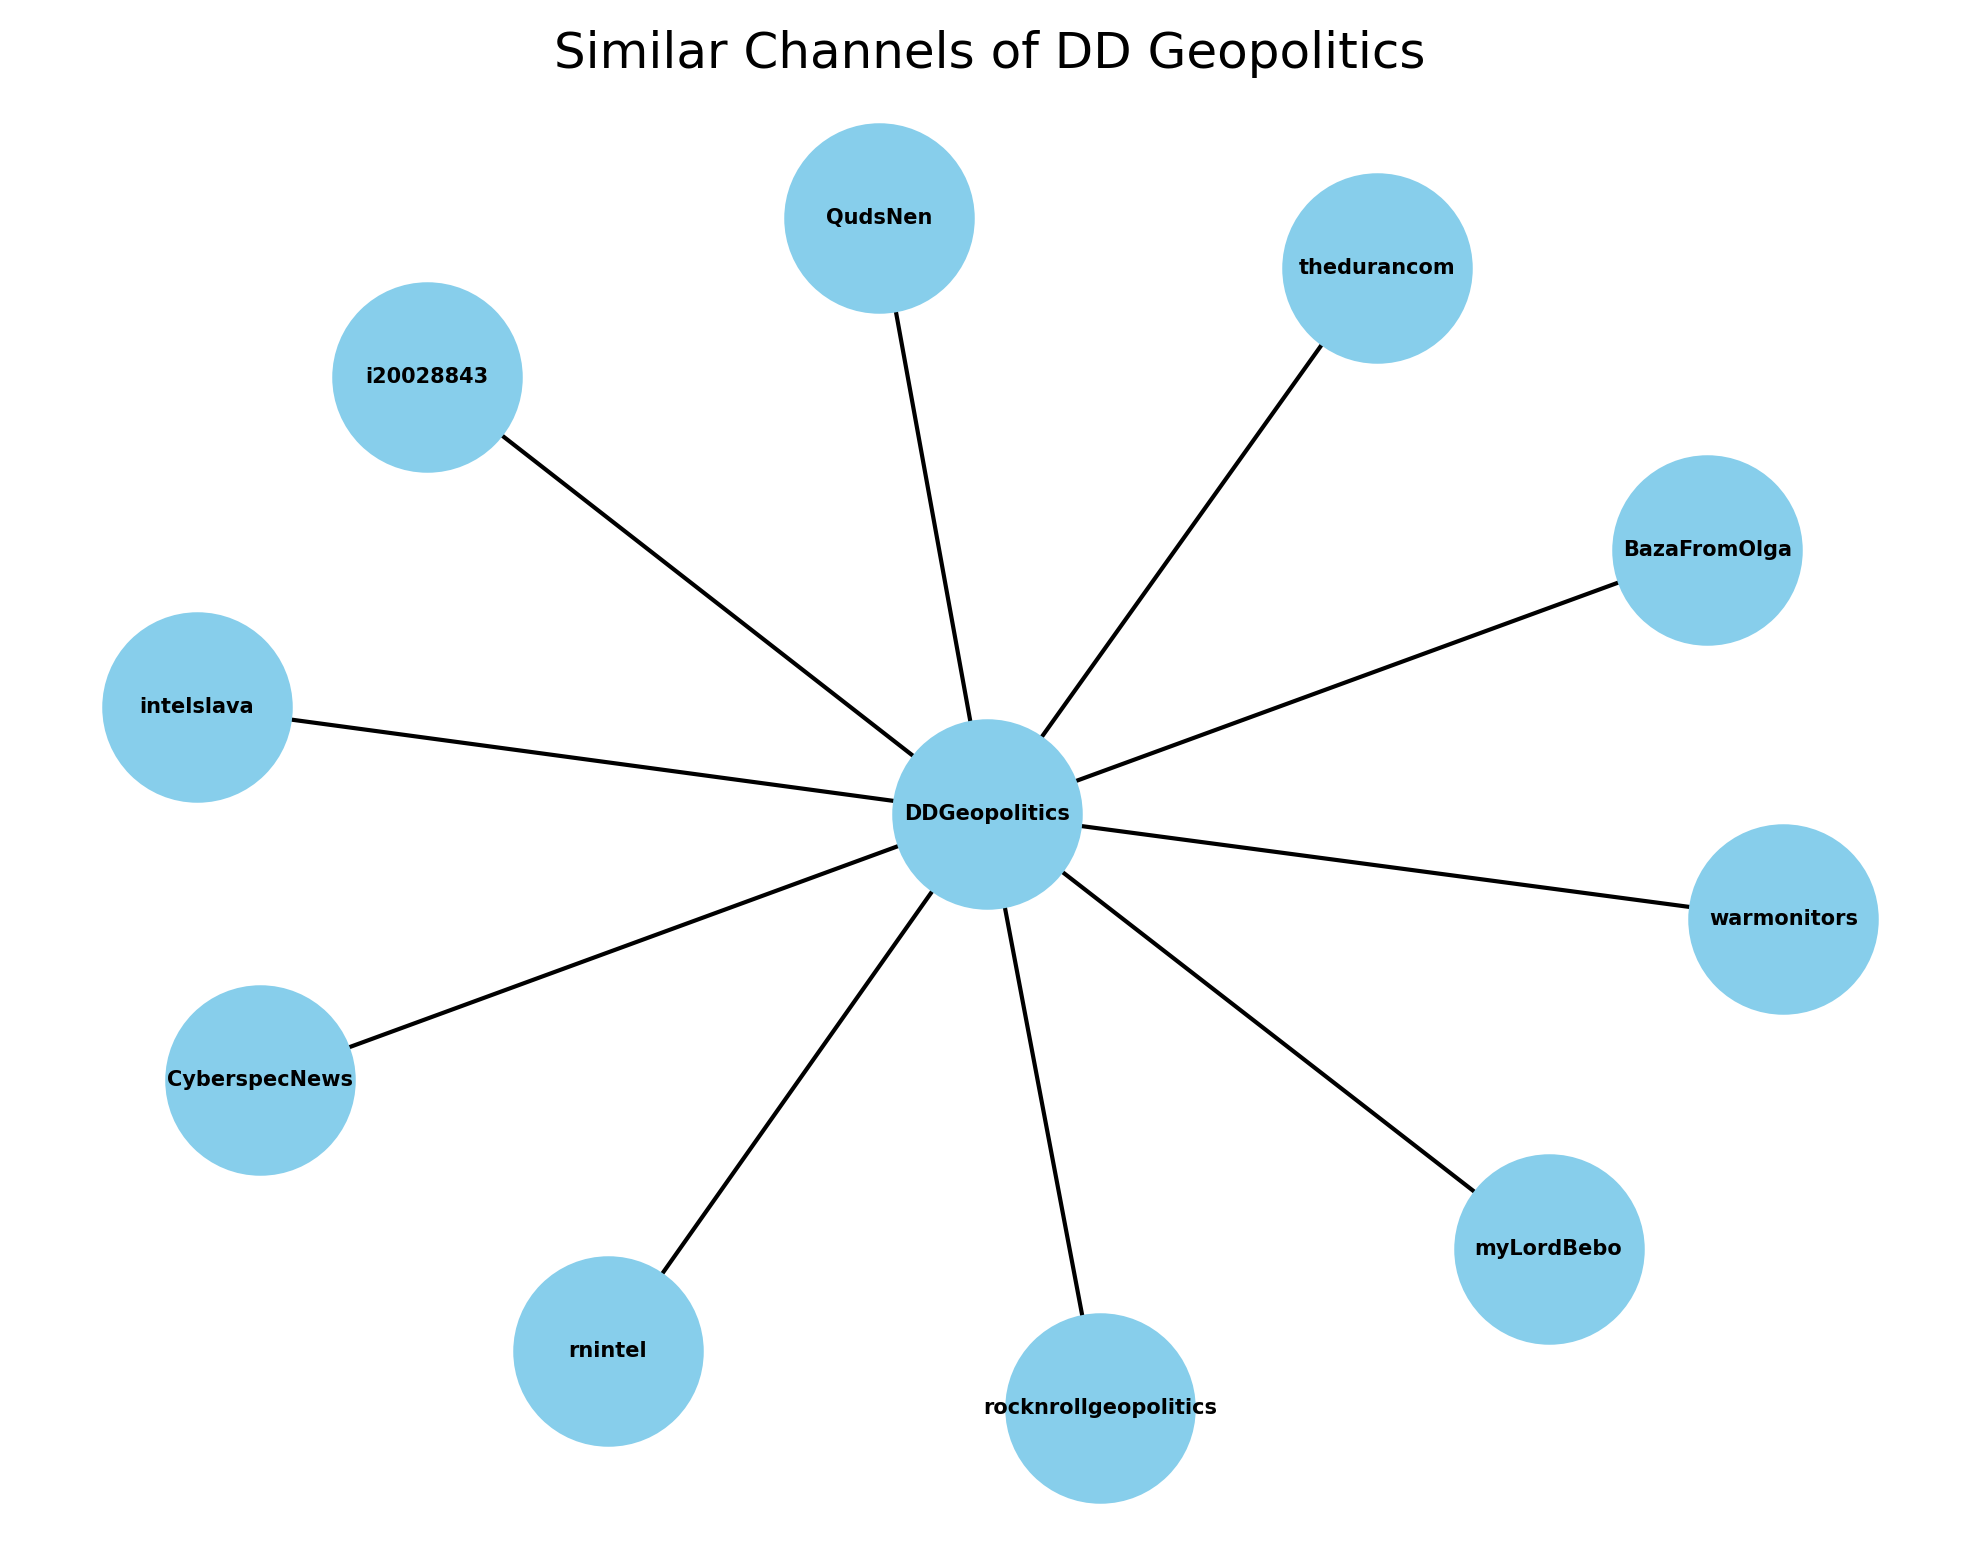 Similar Channels of DD Geopolitics
QudsNen
thedurancom
i20028843
BazaFromOlga
intelslava
DDGeopolitics
warmonitors
CyberspecNews
myLordBebo
rnintel
rocknrollgeopolitics